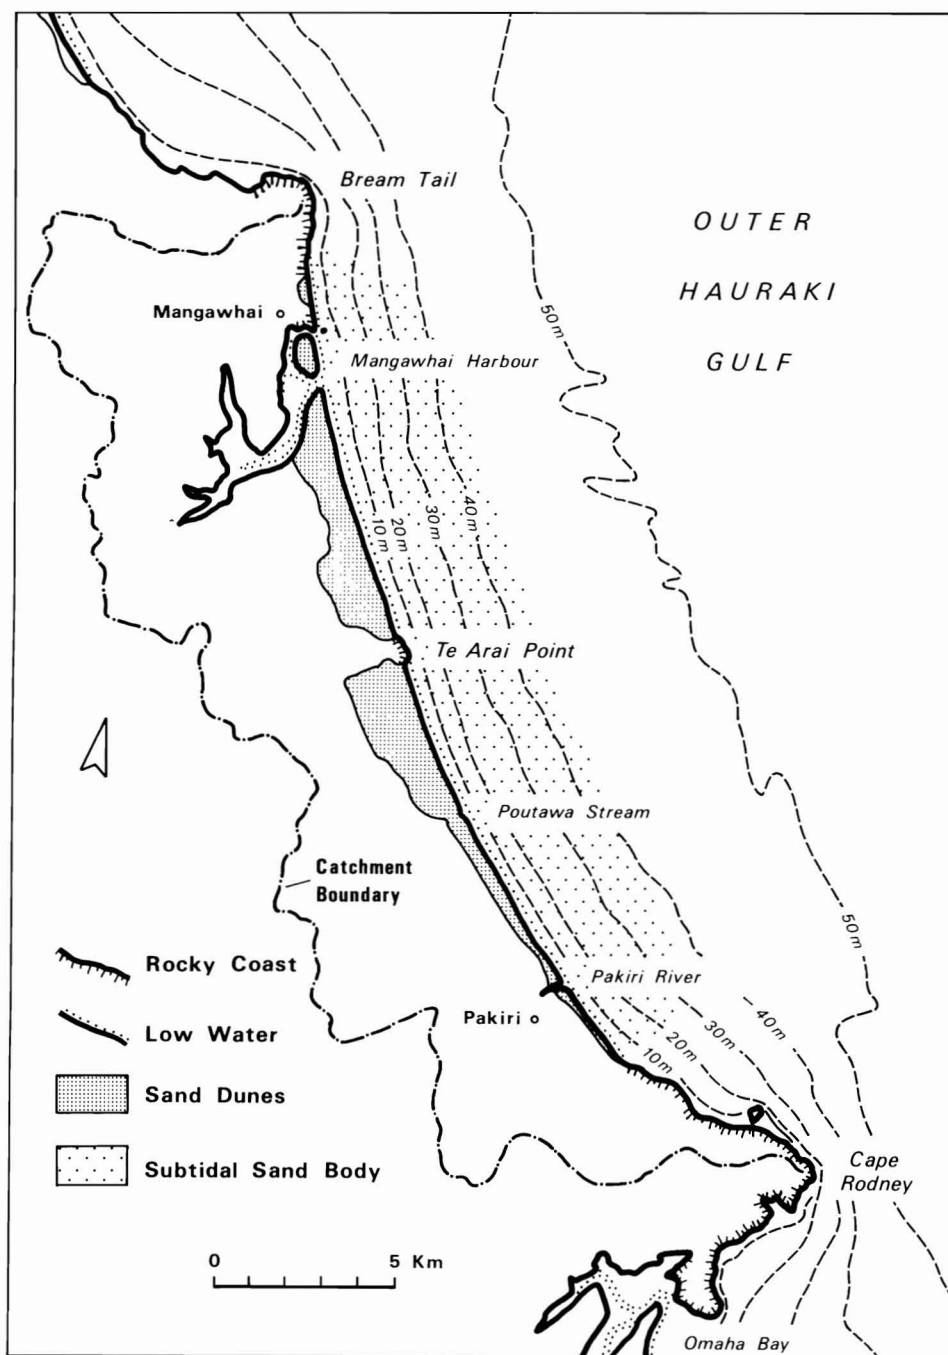 Bream Tail
OUTER
HAURAKI
GULF
50m
Mangawhai
Mangawhai Harbour
10m
20m
30m
40m
Te Arai Point
Poutawa Stream
Catchment
Boundary
50m
Rocky Coast
Pakiri River
Low Water
Pakiri
10m
20m
30m
40m
Sand Dunes
Subtidal Sand Body
Cape
Rodney
0 5 Km
Omaha Bay